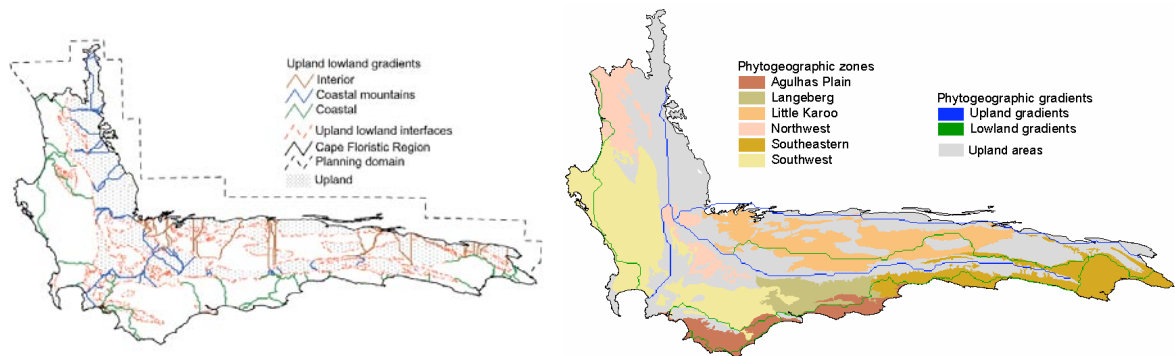 Upland lowland gradients
Interior
Coastal mountains
Coastal
Upland lowland interfaces
Cape Floristic Region
Planning domain
Upland
Phytogeographic zones
Agulhas Plain
Langeberg
Little Karoo
Northwest
Southeastern
Southwest
Phytogeographic gradients
Upland gradients
Lowland gradients
Upland areas